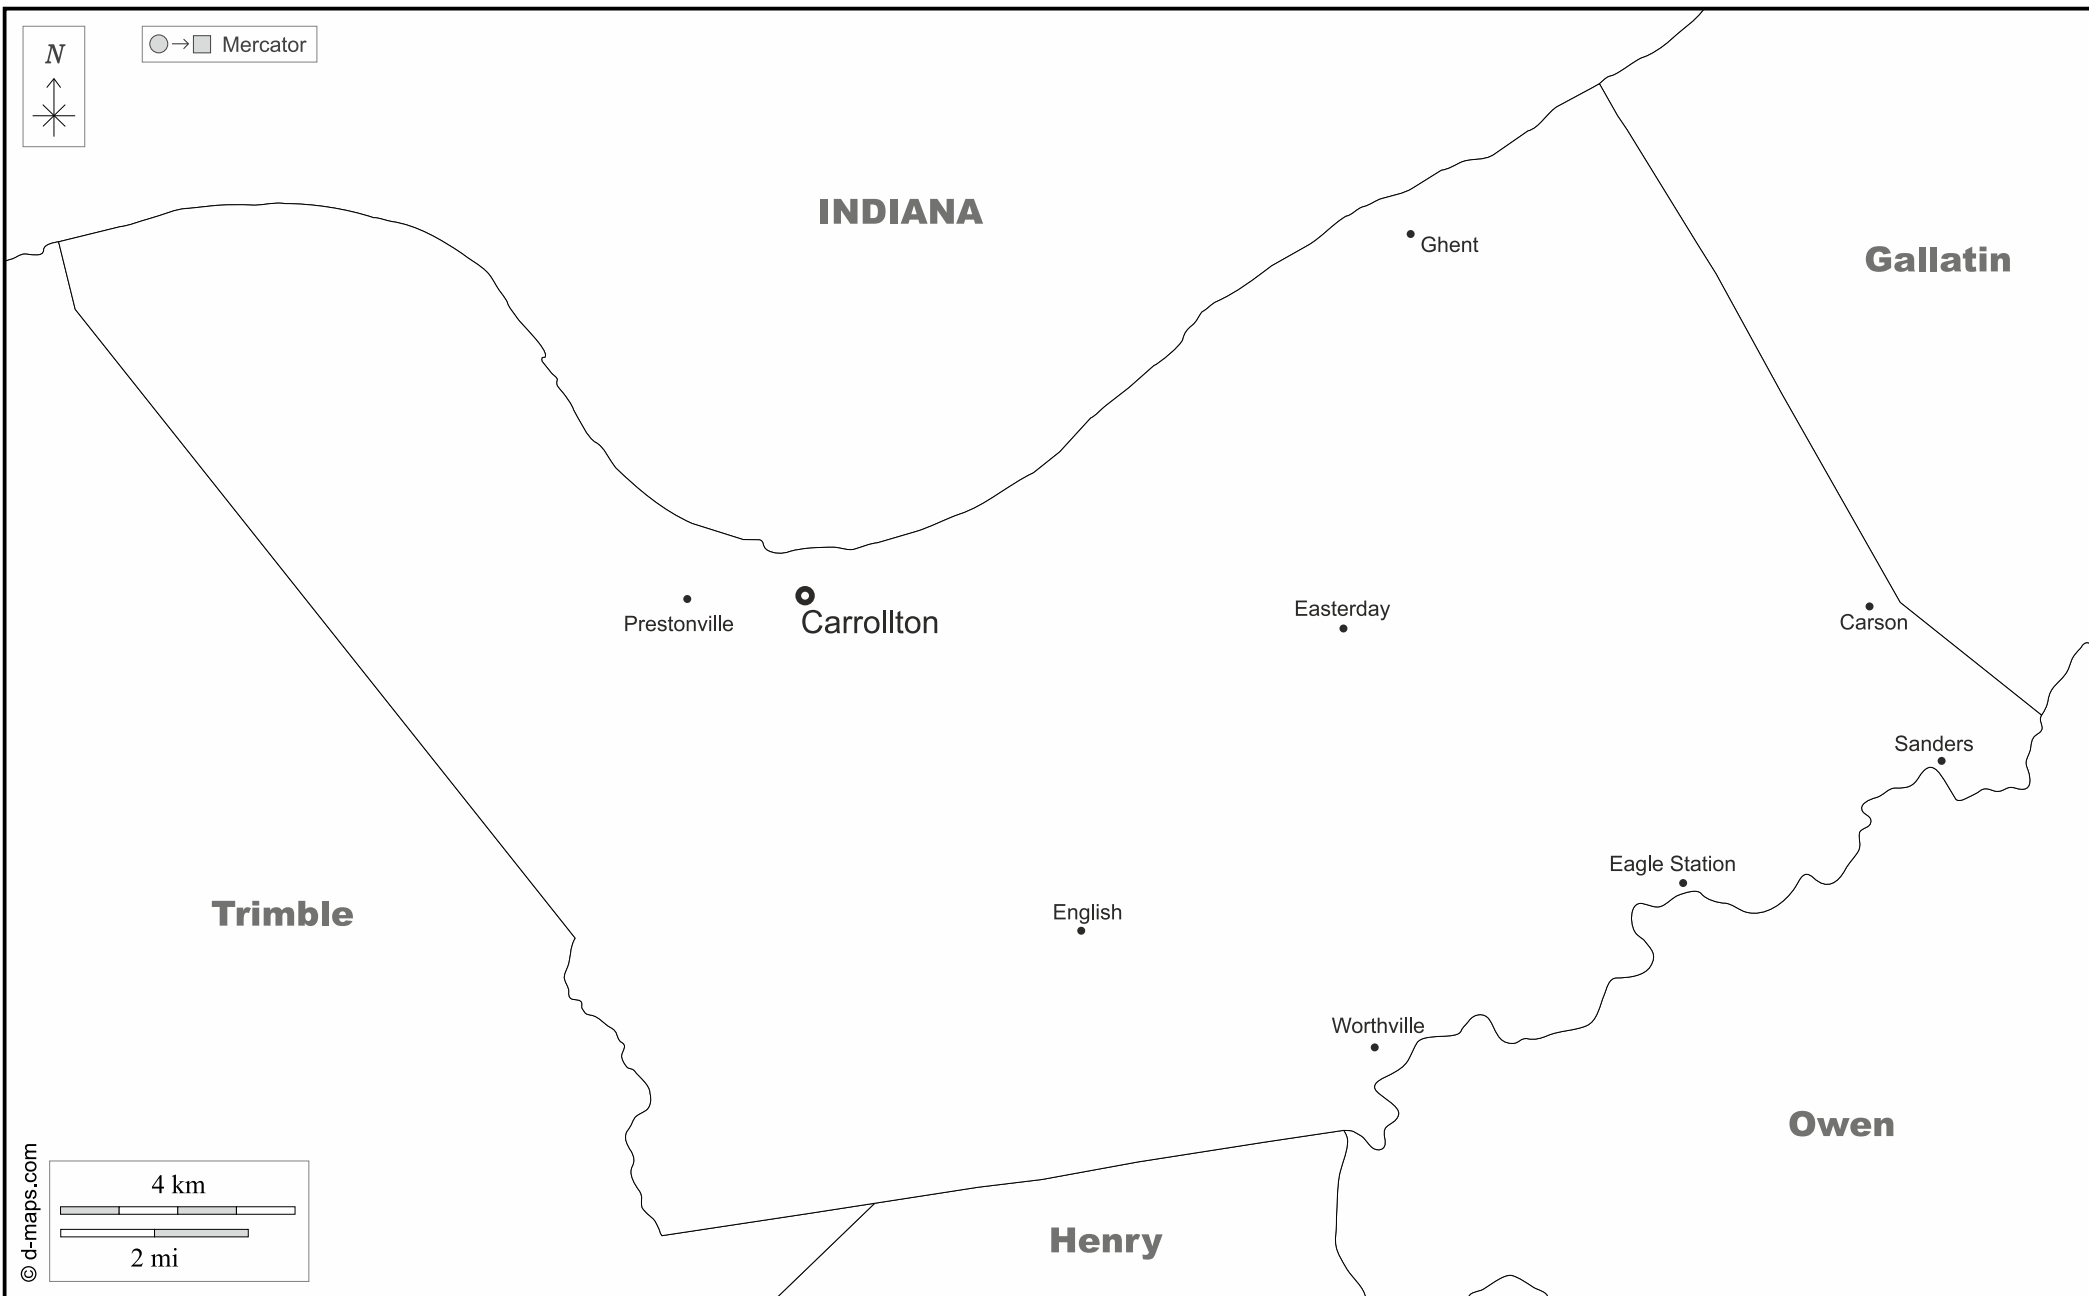 N
Mercator
INDIANA
Ghent
Gallatin
Prestonville
Carrollton
Easterday
Carson
Sanders
Eagle Station
Trimble
English
Worthville
Owen
Henry
4 km
2 mi
© d-maps.com